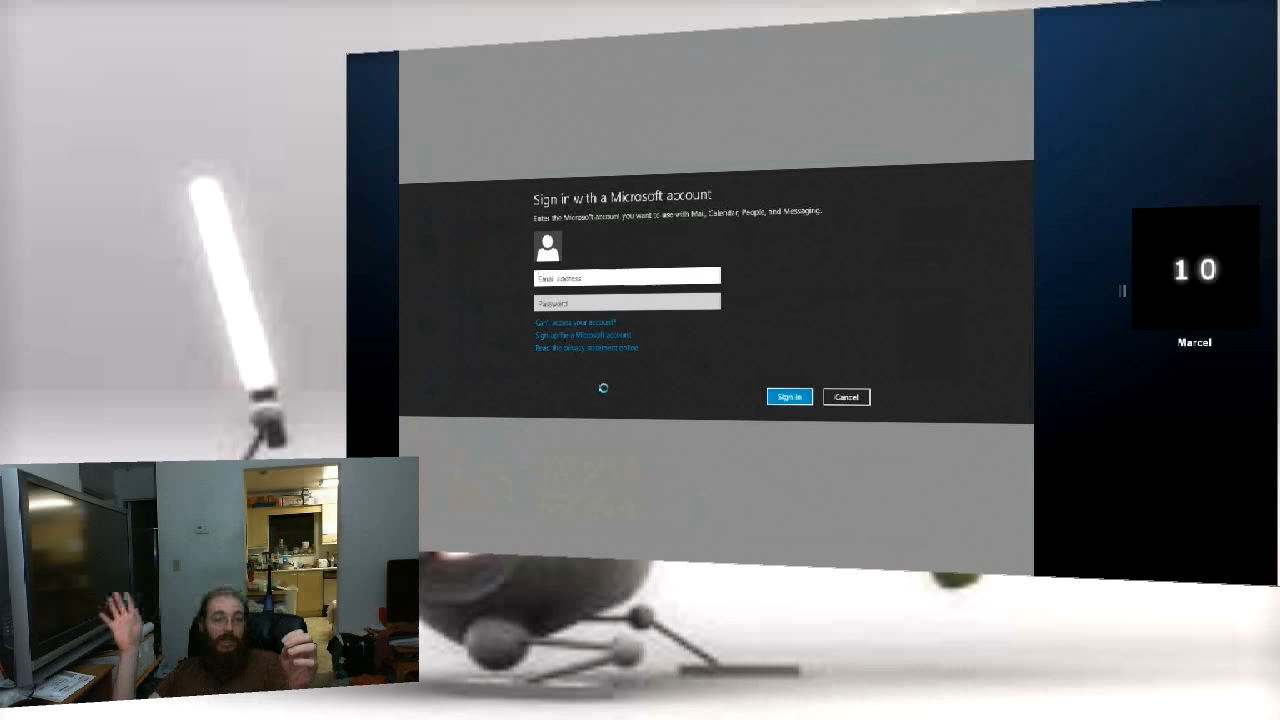 Sign in with a Microsoft account
Enter the Microsoft account you want to use with Mail, Calendar, People, and Messaging.
Email address
Password
Can't access your account?
Sign up for a Microsoft account
Read the privacy statement online
Sign in
Cancel
10
Marcel